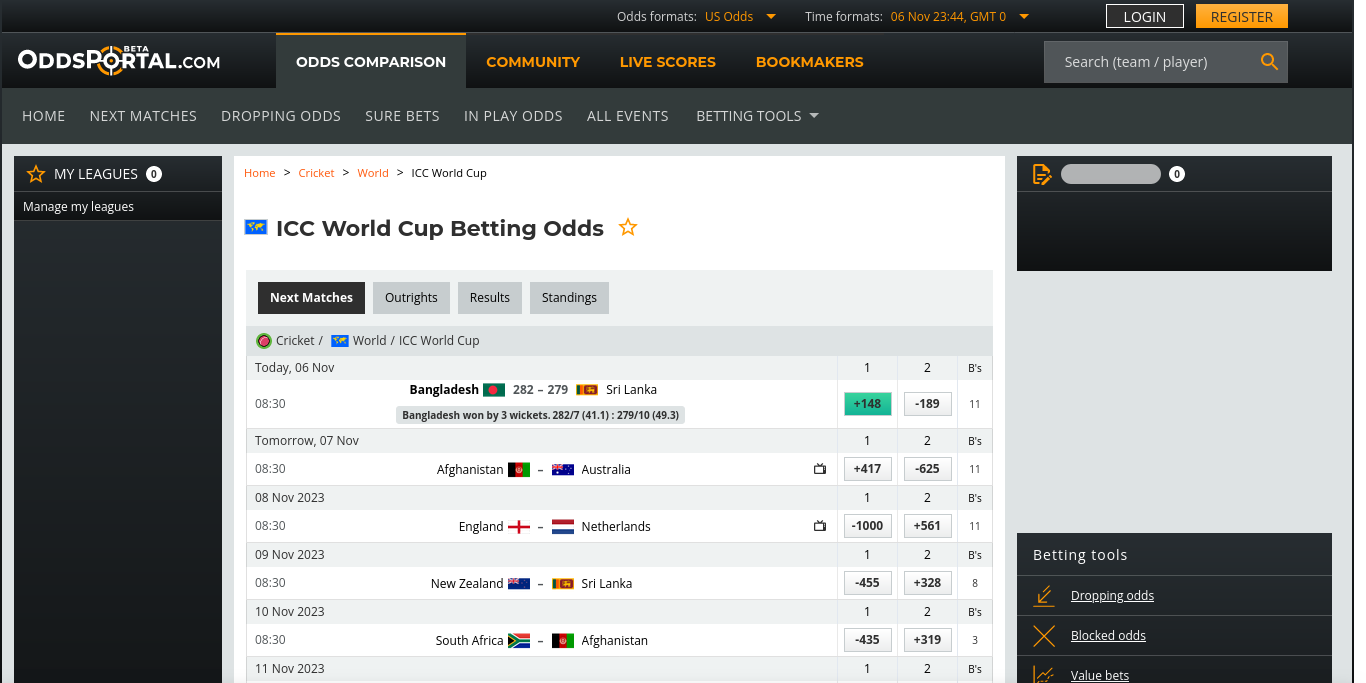 Odds formats: US Odds Time formats: 06 Nov 23:44, GMT 0 LOGIN REGISTER
ODDSPORTAL.COM BETA ODDS COMPARISON COMMUNITY LIVE SCORES BOOKMAKERS Search (team / player)
HOME NEXT MATCHES DROPPING ODDS SURE BETS IN PLAY ODDS ALL EVENTS BETTING TOOLS
MY LEAGUES 0
Manage my leagues
Home > Cricket > World > ICC World Cup
ICC World Cup Betting Odds
Next Matches Outrights Results Standings
Cricket / World / ICC World Cup
Today, 06 Nov 1 2 B's
08:30 Bangladesh 282 – 279 Sri Lanka +148 -189 11
Bangladesh won by 3 wickets. 282/7 (41.1) : 279/10 (49.3)
Tomorrow, 07 Nov 1 2 B's
08:30 Afghanistan – Australia +417 -625 11
08 Nov 2023 1 2 B's
08:30 England – Netherlands -1000 +561 11
09 Nov 2023 1 2 B's
08:30 New Zealand – Sri Lanka -455 +328 8
10 Nov 2023 1 2 B's
08:30 South Africa – Afghanistan -435 +319 3
11 Nov 2023 1 2 B's
0
Betting tools
Dropping odds
Blocked odds
Value bets